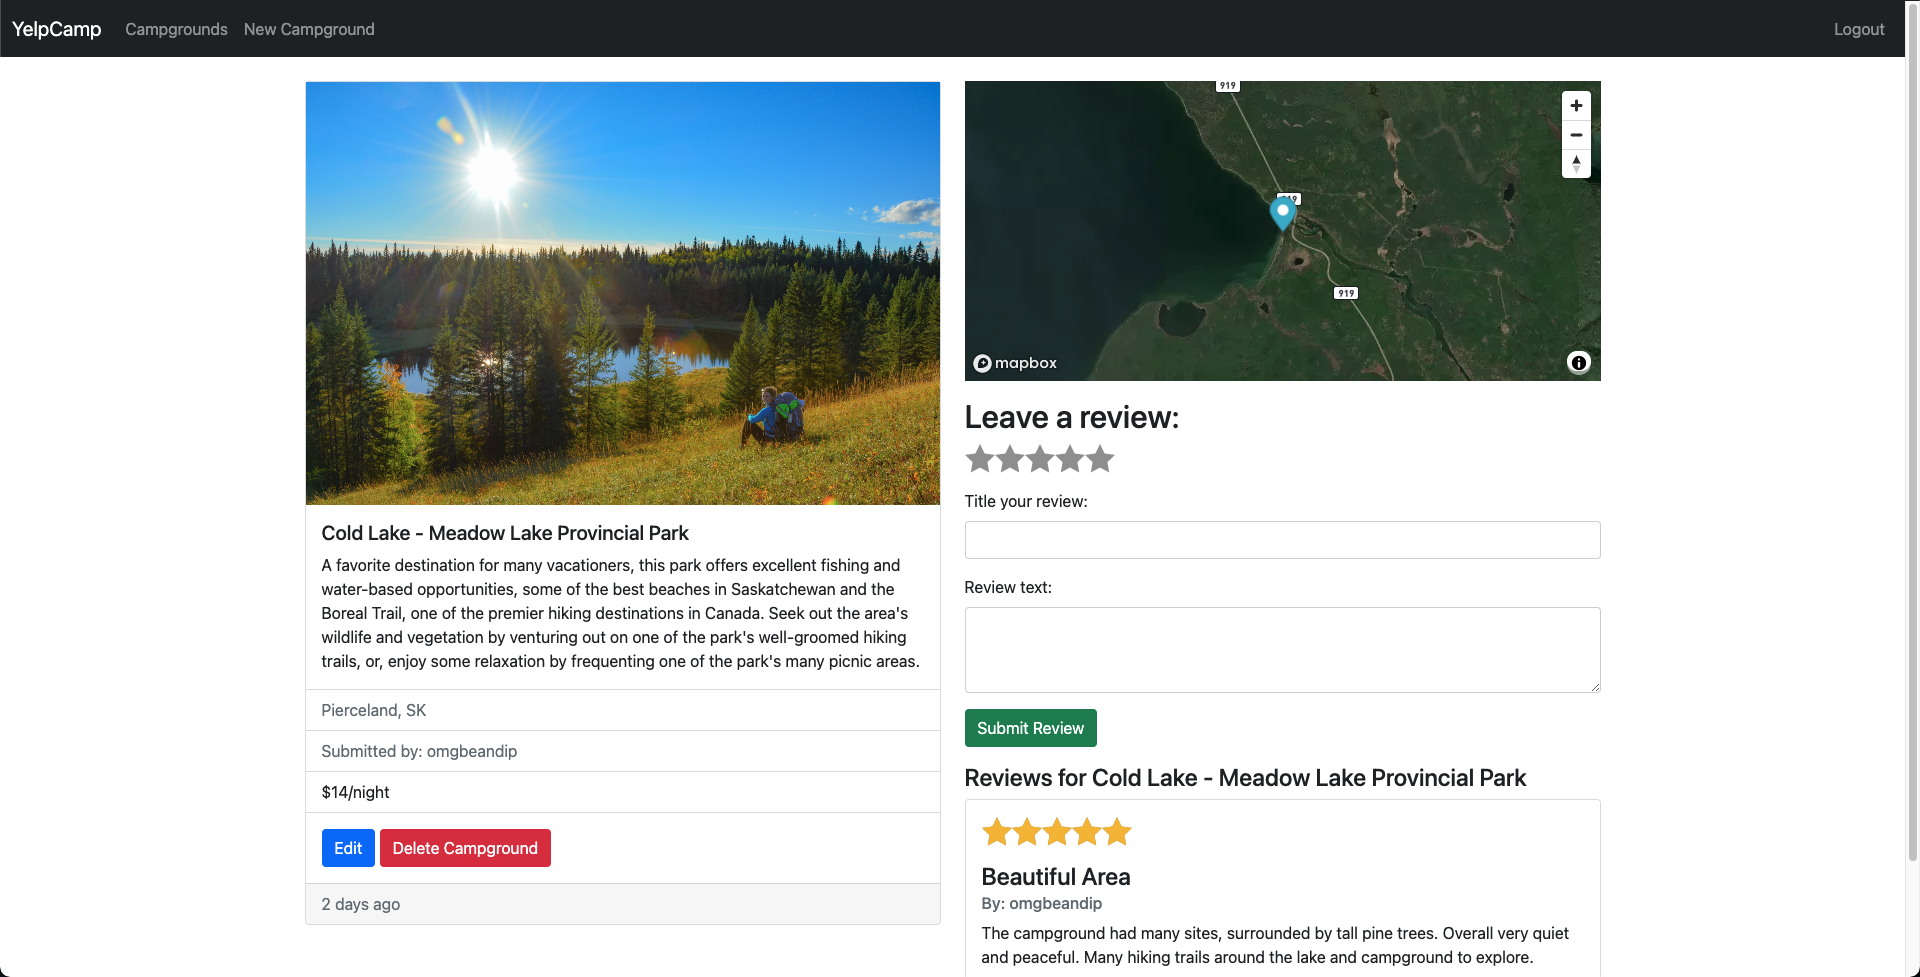 YelpCamp Campgrounds New Campground Logout
Cold Lake - Meadow Lake Provincial Park
A favorite destination for many vacationers, this park offers excellent fishing and
water-based opportunities, some of the best beaches in Saskatchewan and the
Boreal Trail, one of the premier hiking destinations in Canada. Seek out the area's
wildlife and vegetation by venturing out on one of the park's well-groomed hiking
trails, or, enjoy some relaxation by frequenting one of the park's many picnic areas.
Pierceland, SK
Submitted by: omgbeandip
$14/night
Edit Delete Campground
2 days ago
919
919
mapbox
Leave a review:
Title your review:
Review text:
Submit Review
Reviews for Cold Lake - Meadow Lake Provincial Park
Beautiful Area
By: omgbeandip
The campground had many sites, surrounded by tall pine trees. Overall very quiet
and peaceful. Many hiking trails around the lake and campground to explore.